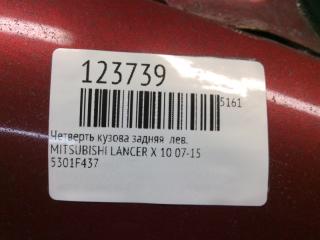 123739
5161
Четверть кузова задняя лев.
MITSUBISHI LANCER X 10 07-15
5301F437